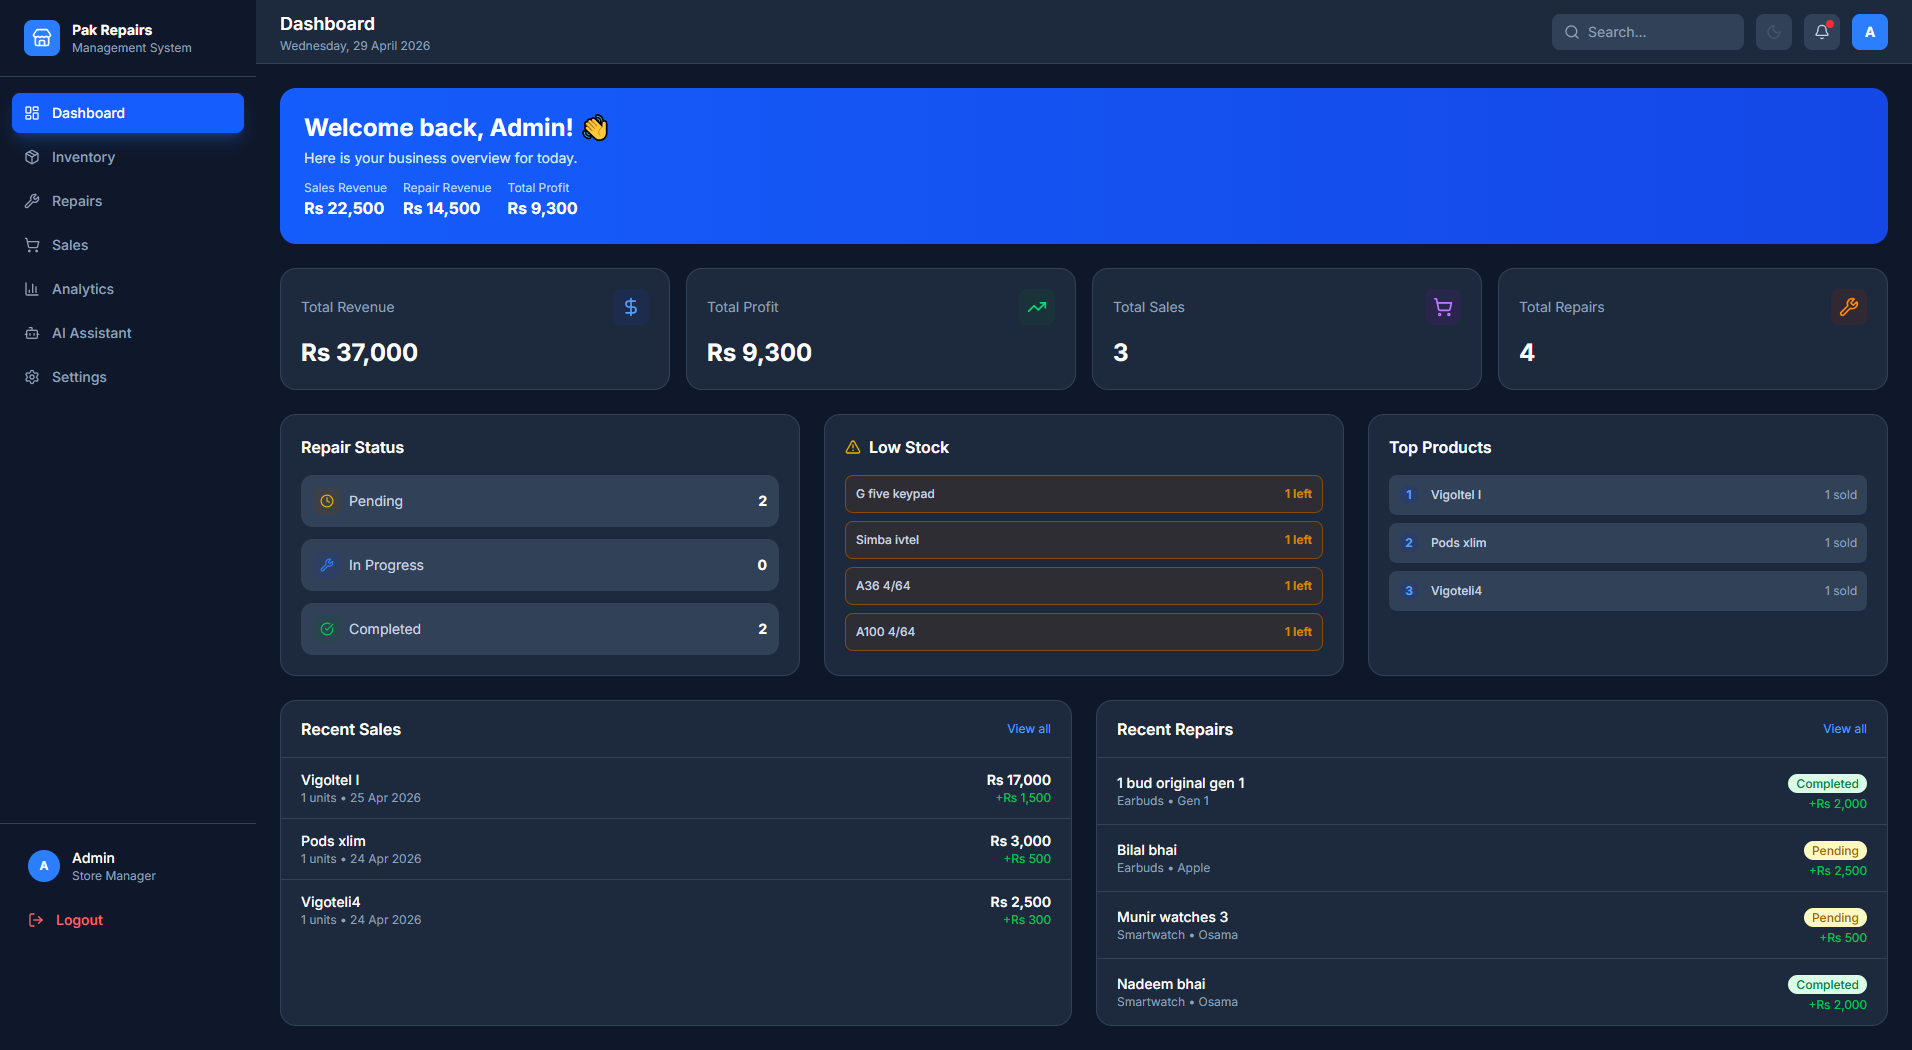 Pak Repairs
Management System
Dashboard
Inventory
Repairs
Sales
Analytics
AI Assistant
Settings
A
Admin
Store Manager
Logout
Dashboard
Wednesday, 29 April 2026
Search...
A
Welcome back, Admin! 👋
Here is your business overview for today.
Sales Revenue Repair Revenue Total Profit
Rs 22,500 Rs 14,500 Rs 9,300
Total Revenue
Rs 37,000
Total Profit
Rs 9,300
Total Sales
3
Total Repairs
4
Repair Status
Pending 2
In Progress 0
Completed 2
Low Stock
G five keypad 1 left
Simba ivtel 1 left
A36 4/64 1 left
A100 4/64 1 left
Top Products
1 Vigoltel l 1 sold
2 Pods xlim 1 sold
3 Vigoteli4 1 sold
Recent Sales View all
Vigoltel l Rs 17,000
1 units • 25 Apr 2026 +Rs 1,500
Pods xlim Rs 3,000
1 units • 24 Apr 2026 +Rs 500
Vigoteli4 Rs 2,500
1 units • 24 Apr 2026 +Rs 300
Recent Repairs View all
1 bud original gen 1 Completed
Earbuds • Gen 1 +Rs 2,000
Bilal bhai Pending
Earbuds • Apple +Rs 2,500
Munir watches 3 Pending
Smartwatch • Osama +Rs 500
Nadeem bhai Completed
Smartwatch • Osama +Rs 2,000